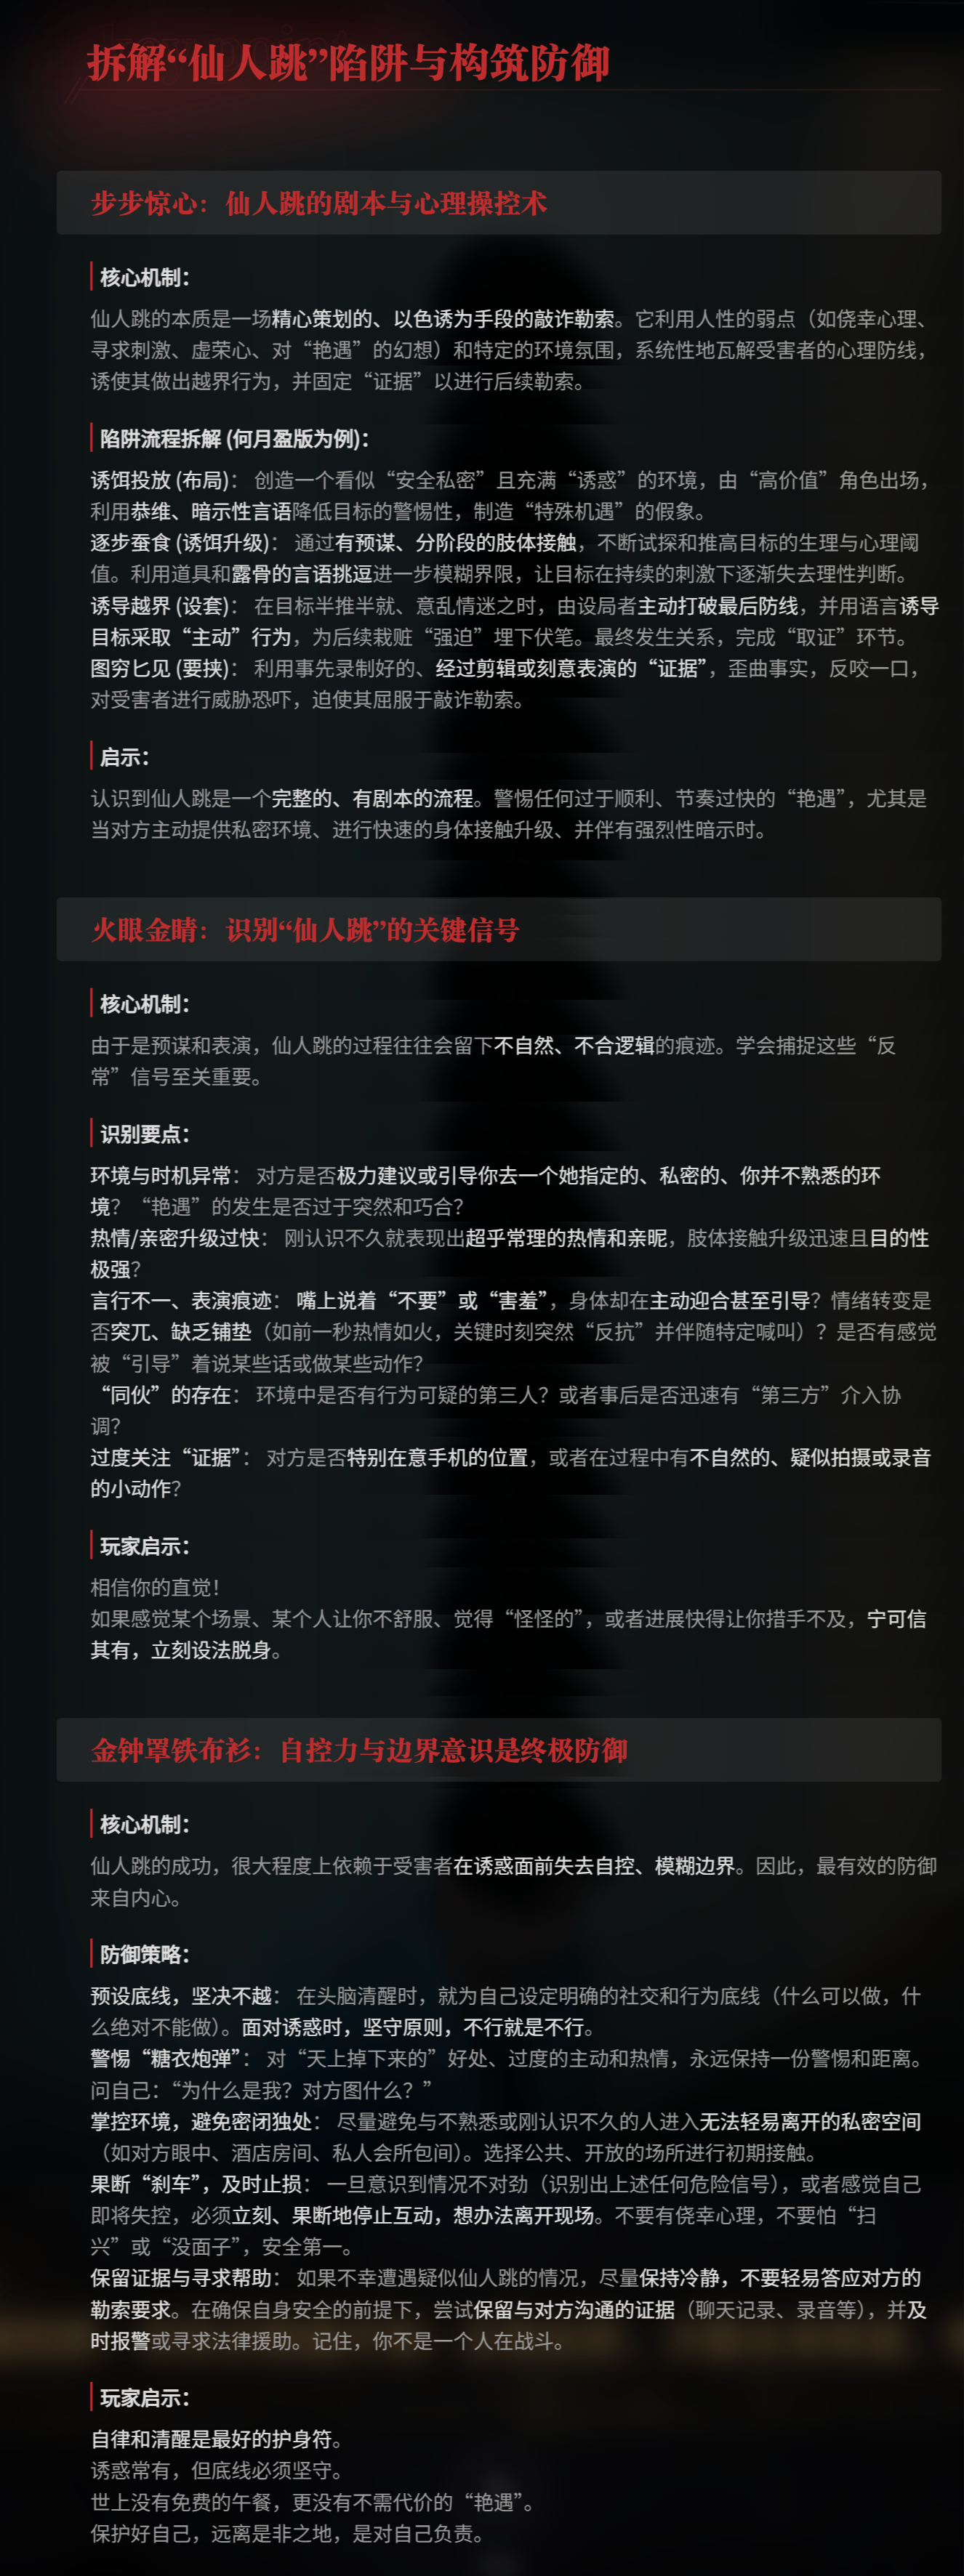 拆解“仙人跳”陷阱与构筑防御
步步惊心：仙人跳的剧本与心理操控术
核心机制：
仙人跳的本质是一场精心策划的、以色诱为手段的敲诈勒索。它利用人性的弱点（如侥幸心理、
寻求刺激、虚荣心、对“艳遇”的幻想）和特定的环境氛围，系统性地瓦解受害者的心理防线，
诱使其做出越界行为，并固定“证据”以进行后续勒索。
陷阱流程拆解 (何月盈版为例)：
诱饵投放 (布局)： 创造一个看似“安全私密”且充满“诱惑”的环境，由“高价值”角色出场，
利用恭维、暗示性言语降低目标的警惕性，制造“特殊机遇”的假象。
逐步蚕食 (诱饵升级)： 通过有预谋、分阶段的肢体接触，不断试探和推高目标的生理与心理阈
值。利用道具和露骨的言语挑逗进一步模糊界限，让目标在持续的刺激下逐渐失去理性判断。
诱导越界 (设套)： 在目标半推半就、意乱情迷之时，由设局者主动打破最后防线，并用语言诱导
目标采取“主动”行为，为后续栽赃“强迫”埋下伏笔。最终发生关系，完成“取证”环节。
图穷匕见 (要挟)： 利用事先录制好的、经过剪辑或刻意表演的“证据”，歪曲事实，反咬一口，
对受害者进行威胁恐吓，迫使其屈服于敲诈勒索。
启示：
认识到仙人跳是一个完整的、有剧本的流程。警惕任何过于顺利、节奏过快的“艳遇”，尤其是
当对方主动提供私密环境、进行快速的身体接触升级、并伴有强烈性暗示时。
火眼金睛：识别“仙人跳”的关键信号
核心机制：
由于是预谋和表演，仙人跳的过程往往会留下不自然、不合逻辑的痕迹。学会捕捉这些“反
常”信号至关重要。
识别要点：
环境与时机异常： 对方是否极力建议或引导你去一个她指定的、私密的、你并不熟悉的环
境？“艳遇”的发生是否过于突然和巧合？
热情/亲密升级过快： 刚认识不久就表现出超乎常理的热情和亲昵，肢体接触升级迅速且目的性
极强？
言行不一、表演痕迹： 嘴上说着“不要”或“害羞”，身体却在主动迎合甚至引导？情绪转变是
否突兀、缺乏铺垫（如前一秒热情如火，关键时刻突然“反抗”并伴随特定喊叫）？是否有感觉
被“引导”着说某些话或做某些动作？
“同伙”的存在： 环境中是否有行为可疑的第三人？或者事后是否迅速有“第三方”介入协
调？
过度关注“证据”： 对方是否特别在意手机的位置，或者在过程中有不自然的、疑似拍摄或录音
的小动作？
玩家启示：
相信你的直觉！
如果感觉某个场景、某个人让你不舒服、觉得“怪怪的”，或者进展快得让你措手不及，宁可信
其有，立刻设法脱身。
金钟罩铁布衫：自控力与边界意识是终极防御
核心机制：
仙人跳的成功，很大程度上依赖于受害者在诱惑面前失去自控、模糊边界。因此，最有效的防御
来自内心。
防御策略：
预设底线，坚决不越： 在头脑清醒时，就为自己设定明确的社交和行为底线（什么可以做，什
么绝对不能做）。面对诱惑时，坚守原则，不行就是不行。
警惕“糖衣炮弹”： 对“天上掉下来的”好处、过度的主动和热情，永远保持一份警惕和距离。
问自己：“为什么是我？对方图什么？”
掌控环境，避免密闭独处： 尽量避免与不熟悉或刚认识不久的人进入无法轻易离开的私密空间
（如对方眼中、酒店房间、私人会所包间）。选择公共、开放的场所进行初期接触。
果断“刹车”，及时止损： 一旦意识到情况不对劲（识别出上述任何危险信号），或者感觉自己
即将失控，必须立刻、果断地停止互动，想办法离开现场。不要有侥幸心理，不要怕“扫
兴”或“没面子”，安全第一。
保留证据与寻求帮助： 如果不幸遭遇疑似仙人跳的情况，尽量保持冷静，不要轻易答应对方的
勒索要求。在确保自身安全的前提下，尝试保留与对方沟通的证据（聊天记录、录音等），并及
时报警或寻求法律援助。记住，你不是一个人在战斗。
玩家启示：
自律和清醒是最好的护身符。
诱惑常有，但底线必须坚守。
世上没有免费的午餐，更没有不需代价的“艳遇”。
保护好自己，远离是非之地，是对自己负责。